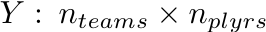 Y : n_{teams} × n_{plyrs}